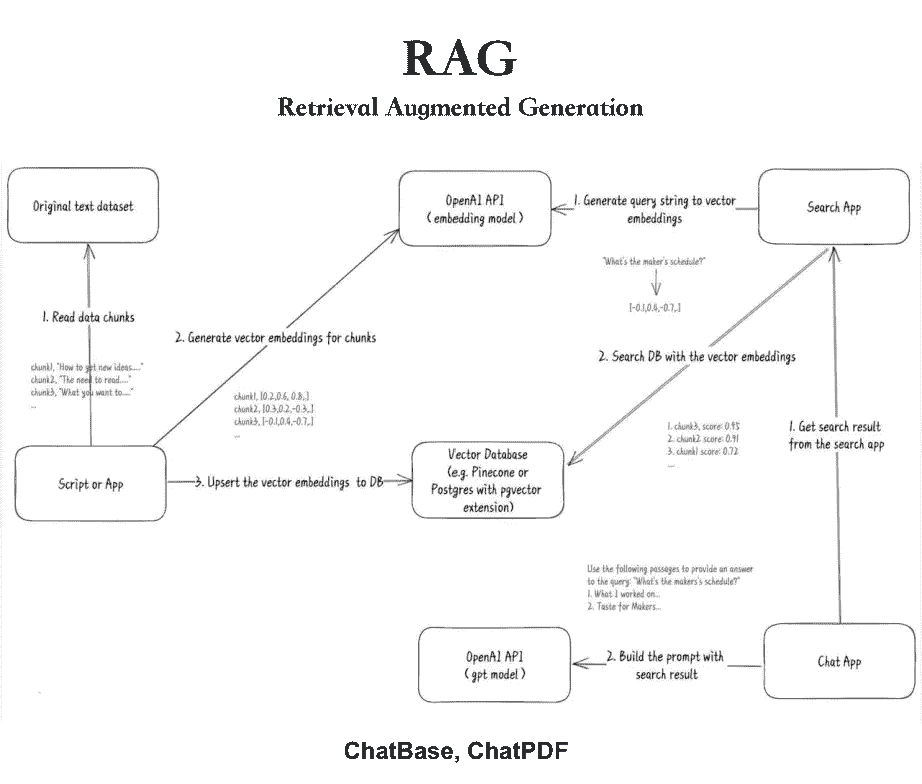 RAG
Retrieval Augmented Generation
Original text dataset
OpenAI API
(embedding model)
1. Generate query string to vector
embeddings
Search App
"What's the maker's schedule?"
[-0.1,0.4,-0.7,]
1. Read data chunks
2. Generate vector embeddings for chunks
2. Search DB with the vector embeddings
chunk1, "How to get new ideas...."
chunk2, "The need to read...."
chunk3, "What you want to...."
...
chunk1, [0.2,0.6, 0.8,]
chunk2, [0.3,0.2,-0.3,]
chunk3, [-0.1,0.4,-0.7,]
...
1. chunk3, score: 0.95
2. chunk2 score: 0.91
3. chunk1 score: 0.72
...
1. Get search result
from the search app
Script or App
3. Upsert the vector embeddings to DB
Vector Database
(e.g. Pinecone or
Postgres with pgvector
extension)
Use the following passages to provide an answer
to the query: "What's the makers's schedule?"
1. What I worked on...
2. Taste for Makers...
OpenAI API
(gpt model)
2. Build the prompt with
search result
Chat App
ChatBase, ChatPDF